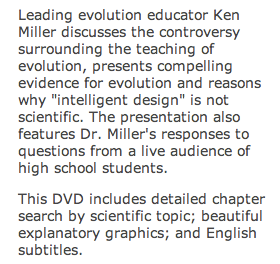 Leading evolution educator Ken
Miller discusses the controversy
surrounding the teaching of
evolution, presents compelling
evidence for evolution and reasons
why "intelligent design" is not
scientific. The presentation also
features Dr. Miller's responses to
questions from a live audience of
high school students.
This DVD includes detailed chapter
search by scientific topic; beautiful
explanatory graphics; and English
subtitles.